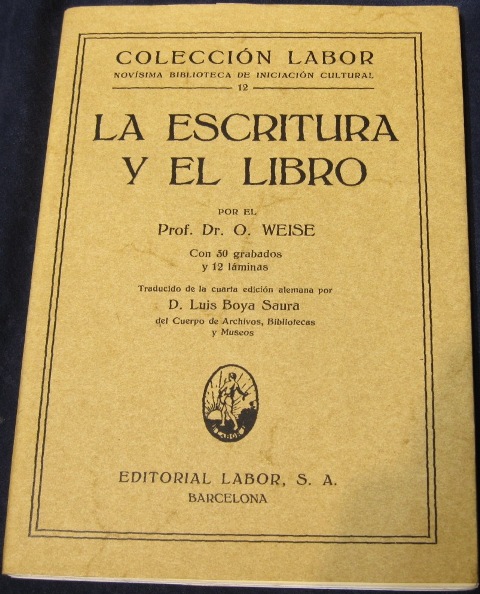 COLECCIÓN LABOR
NOVÍSIMA BIBLIOTECA DE INICIACIÓN CULTURAL
12
LA ESCRITURA
Y EL LIBRO
POR EL
Prof. Dr. O. WEISE
Con 50 grabados
y 12 láminas
Traducido de la cuarta edición alemana por
D. Luis Boya Saura
del Cuerpo de Archivos, Bibliotecas
y Museos
EDITORIAL LABOR, S. A.
BARCELONA